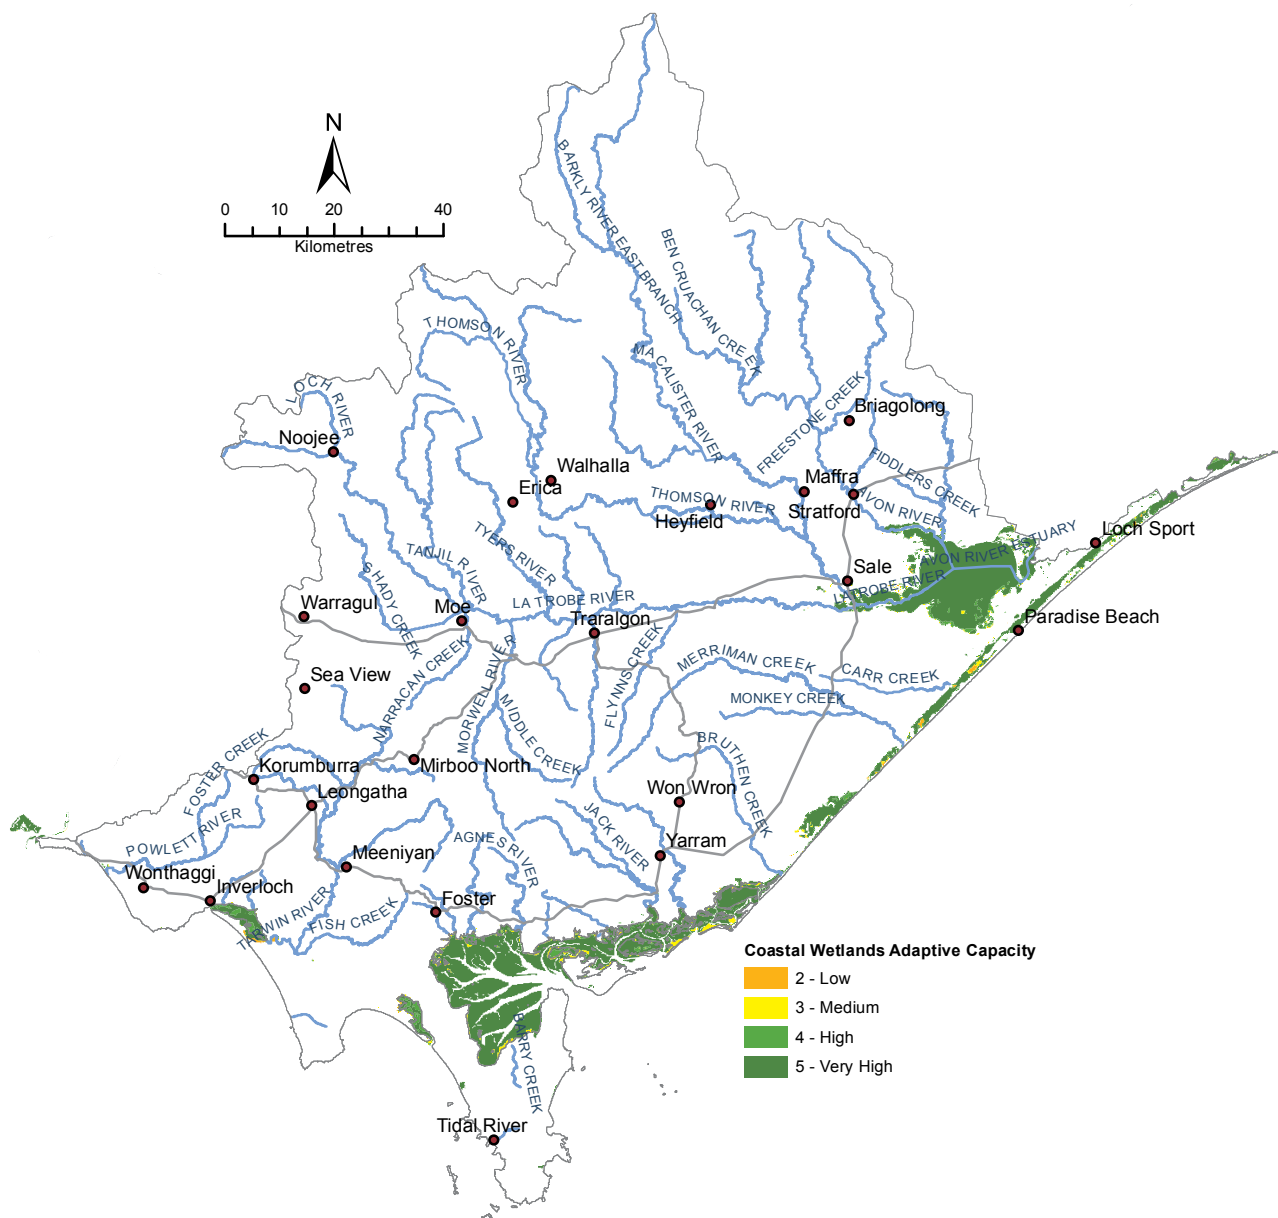 N
0 10 20 40
Kilometres
BARKLY RIVER EAST BRANCH
BEN CRUACHAN CREEK
THOMSON RIVER
MACALISTER RIVER
LOCH RIVER
FREESTONE CREEK
Briagolong
Noojee
Walhalla
Erica
Maffra
FIDDLERS CREEK
THOMSON RIVER
Heyfield
Stratford
AVON RIVER
AVON RIVER ESTUARY
Loch Sport
TYERS RIVER
TANJIL RIVER
SHADY CREEK
Sale
LATROBE RIVER
Warragul
Moe
LA TROBE RIVER
Traralgon
Paradise Beach
Sea View
NARRACAN CREEK
MORWELL RIVER
MIDDLE CREEK
FLYNNS CREEK
MERRIMAN CREEK
CARR CREEK
MONKEY CREEK
BRUTHEN CREEK
FOSTER CREEK
Korumburra
Mirboo North
Leongatha
Won Wron
POWLETT RIVER
AGNES RIVER
JACK RIVER
Yarram
Meeniyan
Wonthaggi
Inverloch
TARWIN RIVER
FISH CREEK
Foster
BARRY CREEK
Tidal River
Coastal Wetlands Adaptive Capacity
2 - Low
3 - Medium
4 - High
5 - Very High